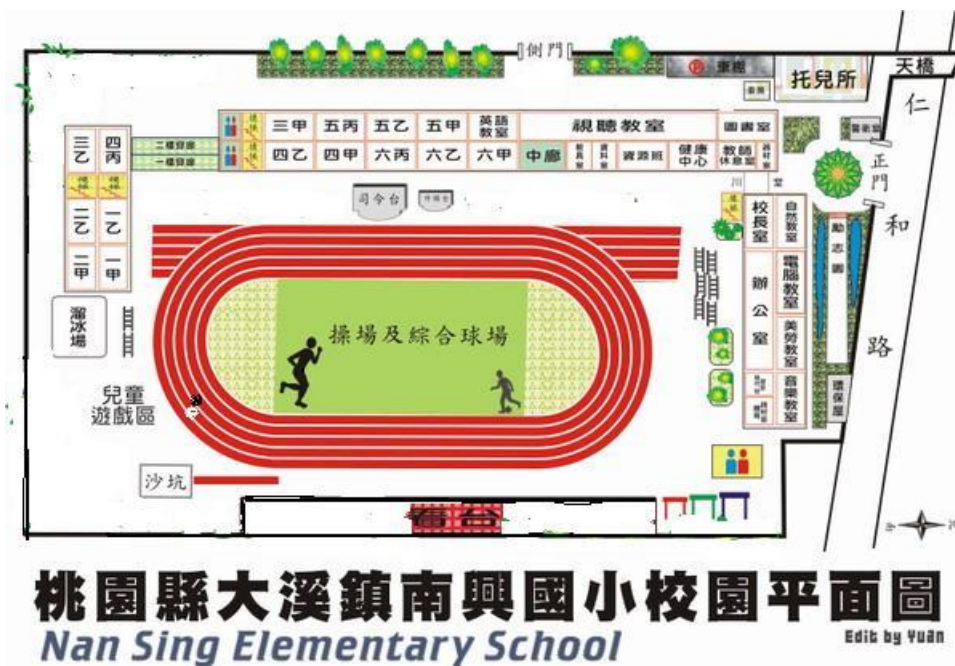 側門
車棚
托兒所
天橋
仁
和
路
正門
警衛室
三甲 五丙 五乙 五甲 英語教室 視聽教室 圖書室
四乙 四甲 六丙 六乙 六甲 中廊 資料室 資源班 健康中心 教師休息室 器材室
三乙 四丙
二樓穿廊
一樓穿廊
二乙 一乙
二甲 一甲
司令台
川堂
校長室 自然教室
辦公室 電腦教室
美勞教室
音樂教室
勵志園
環保屋
溜冰場
操場及綜合球場
兒童
遊戲區
沙坑
看台
桃園縣大溪鎮南興國小校園平面圖
Nan Sing Elementary School
Edit by Yuan